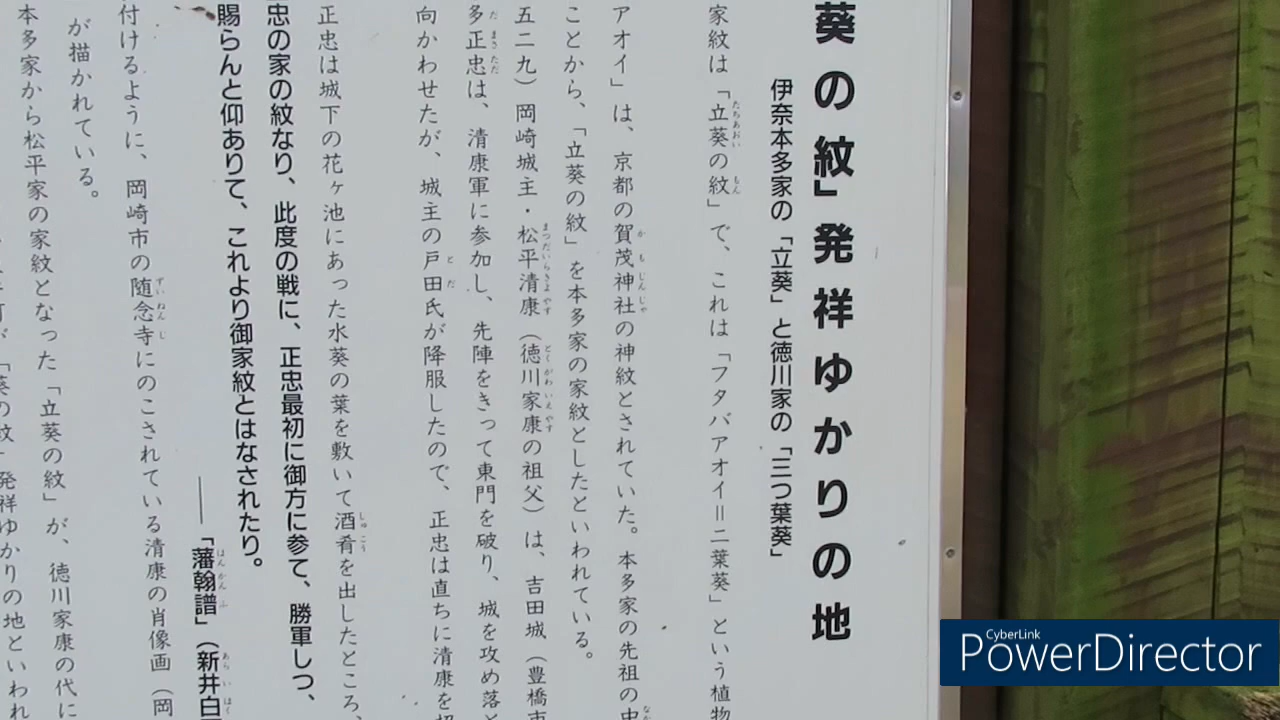 葵の紋」発祥ゆかりの地
伊奈本多家の「立葵」と徳川家の「三つ葉葵」
家紋は「立葵の紋」で、これは「フタバアオイ＝二葉葵」という植物
アオイ」は、京都の賀茂神社の神紋とされていた。本多家の先祖の中
ことから、「立葵の紋」を本多家の家紋としたといわれている。
五二九）岡崎城主・松平清康（徳川家康の祖父）は、吉田城（豊橋市
多正忠は、清康軍に参加し、先陣をきって東門を破り、城を攻め落と
向かわせたが、城主の戸田氏が降服したので、正忠は直ちに清康を
正忠は城下の花ヶ池にあった水葵の葉を敷いて酒肴を出したところ、
忠の家の紋なり、此度の戦に、正忠最初に御方に参て、勝軍しつ、
賜らんと仰ありて、これより御家紋とはなされたり。
――「藩翰譜」（新井白
付けるように、岡崎市の随念寺にのこされている清康の肖像画（岡
が描かれている。
本多家から松平家の家紋となった「立葵の紋」が、徳川家康の代に
が「葵の紋」発祥ゆかりの地といわれ
CyberLink
PowerDirector